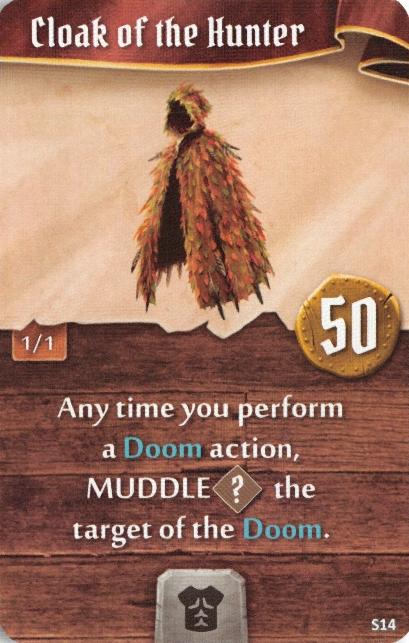 Cloak of the Hunter
1/1
50
Any time you perform
a Doom action,
MUDDLE ? the
target of the Doom.
S14